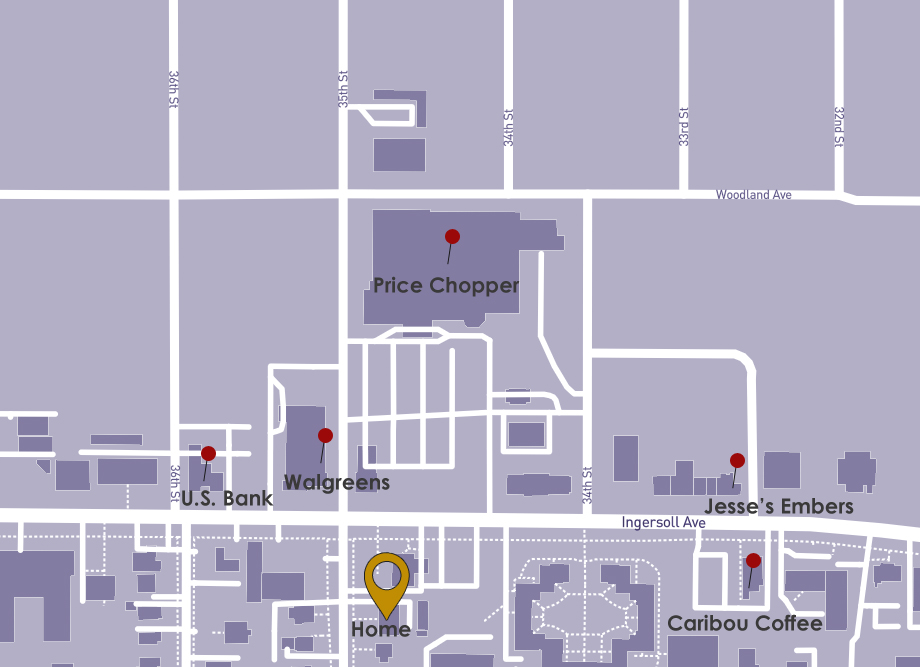 36th St
35th St
34th St
33rd St
32nd St
Woodland Ave
Price Chopper
Walgreens
36th St
U.S. Bank
34th St
Jesse's Embers
Ingersoll Ave
Home
Caribou Coffee